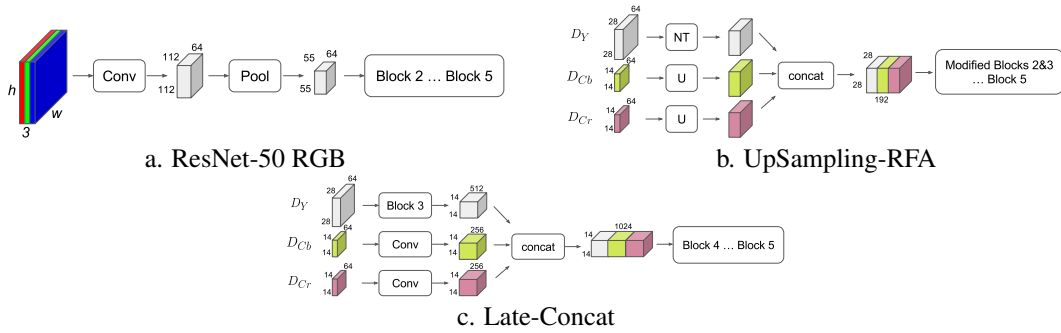 h
3
w
Conv
112
112
64
Pool
55
55
64
Block 2 ... Block 5
a. ResNet-50 RGB
D_Y
28
28
64
NT
D_Cb
14
14
64
U
D_Cr
14
14
64
U
concat
28
28
192
Modified Blocks 2&3
... Block 5
b. UpSampling-RFA
D_Y
28
28
64
Block 3
14
14
512
D_Cb
14
14
64
Conv
14
14
256
D_Cr
14
14
64
Conv
14
14
256
concat
14
14
1024
Block 4 ... Block 5
c. Late-Concat